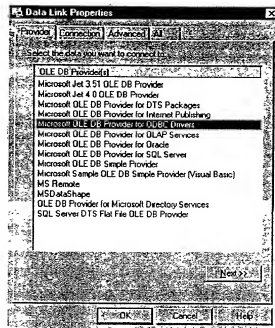 Data Link Properties
Provider Connection Advanced All
Select the data you want to connect to:
OLE DB Provider(s)
Microsoft Jet 3.51 OLE DB Provider
Microsoft Jet 4.0 OLE DB Provider
Microsoft OLE DB Provider for DTS Packages
Microsoft OLE DB Provider for Internet Publishing
Microsoft OLE DB Provider for ODBC Drivers
Microsoft OLE DB Provider for OLAP Services
Microsoft OLE DB Provider for Oracle
Microsoft OLE DB Provider for SQL Server
Microsoft OLE DB Simple Provider
Microsoft Sample OLE DB Simple Provider (Visual Basic)
MS Remote
MSDataShape
OLE DB Provider for Microsoft Directory Services
SQL Server DTS Flat File OLE DB Provider
Next >>
OK Cancel Help